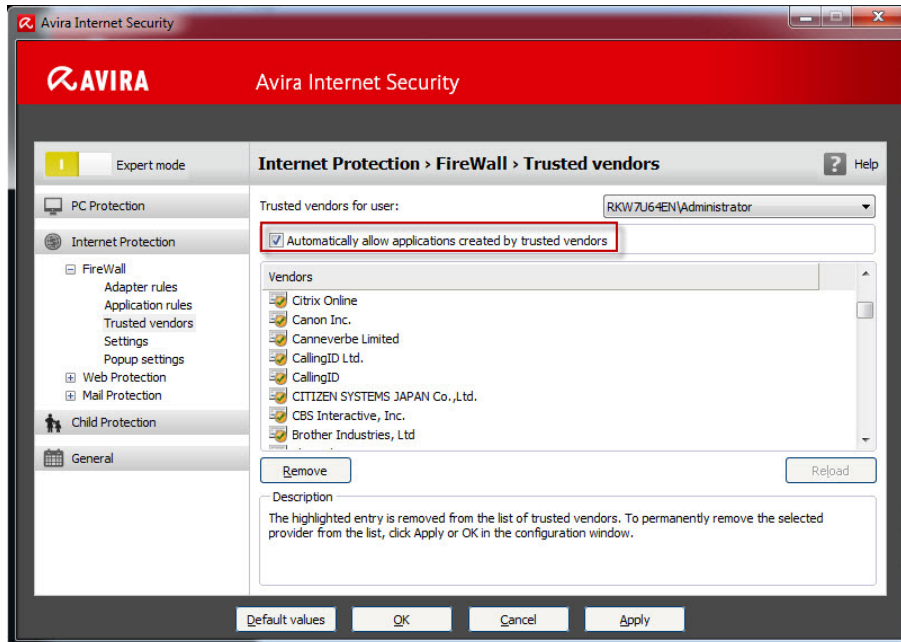 Avira Internet Security
AVIRA
Avira Internet Security
Expert mode
Internet Protection › FireWall › Trusted vendors
Help
PC Protection
Internet Protection
FireWall
Adapter rules
Application rules
Trusted vendors
Settings
Popup settings
Web Protection
Mail Protection
Child Protection
General
Trusted vendors for user:
RKW7U64EN\Administrator
Automatically allow applications created by trusted vendors
Vendors
Citrix Online
Canon Inc.
Canneverbe Limited
CallingID Ltd.
CallingID
CITIZEN SYSTEMS JAPAN Co.,Ltd.
CBS Interactive, Inc.
Brother Industries, Ltd
Remove
Reload
Description
The highlighted entry is removed from the list of trusted vendors. To permanently remove the selected
provider from the list, click Apply or OK in the configuration window.
Default values
OK
Cancel
Apply